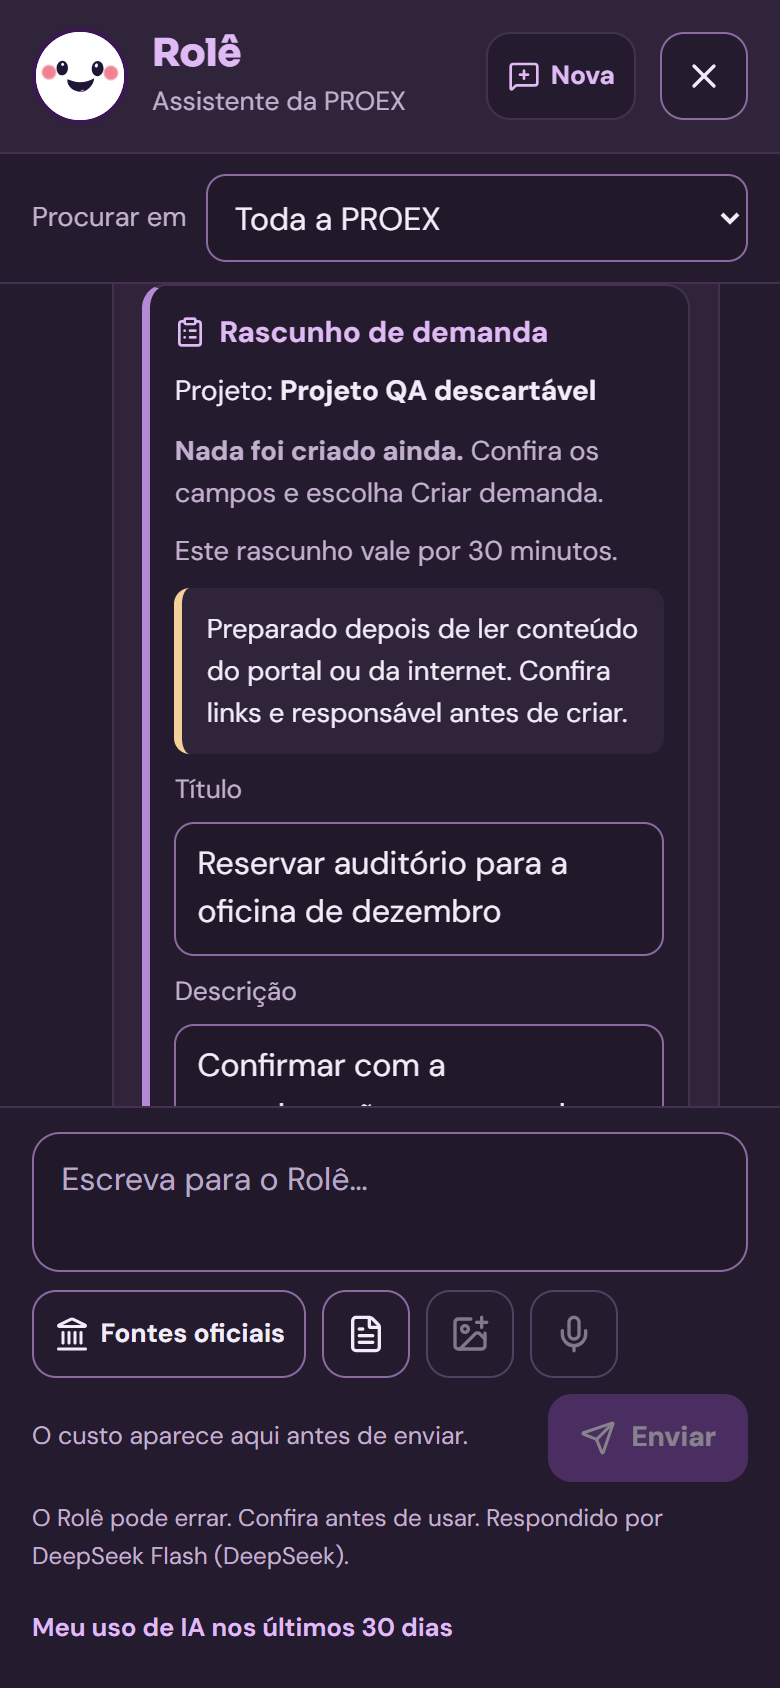 Rolê
Assistente da PROEX
Nova
Procurar em
Toda a PROEX
Rascunho de demanda
Projeto: Projeto QA descartável
Nada foi criado ainda. Confira os
campos e escolha Criar demanda.
Este rascunho vale por 30 minutos.
Preparado depois de ler conteúdo
do portal ou da internet. Confira
links e responsável antes de criar.
Título
Reservar auditório para a
oficina de dezembro
Descrição
Confirmar com a
Escreva para o Rolê...
Fontes oficiais
O custo aparece aqui antes de enviar.
Enviar
O Rolê pode errar. Confira antes de usar. Respondido por
DeepSeek Flash (DeepSeek).
Meu uso de IA nos últimos 30 dias